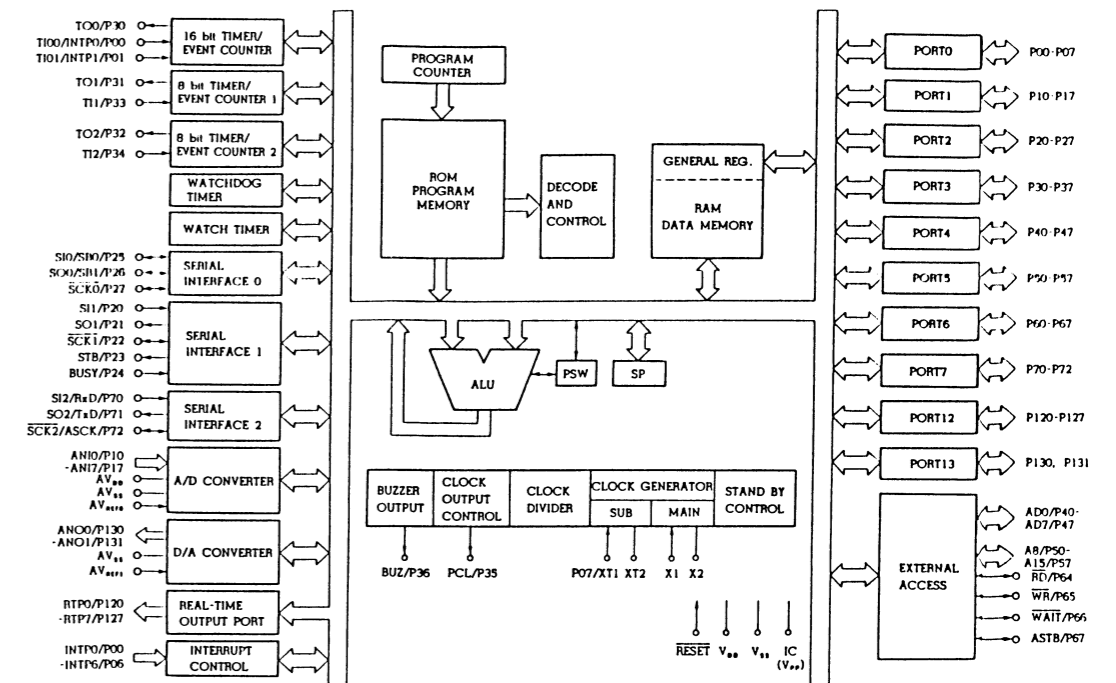 TO0/P30
TI00/INTP0/P00
TI01/INTP1/P01
16 bit TIMER/
EVENT COUNTER
TO1/P31
TI1/P33
8 bit TIMER/
EVENT COUNTER 1
TO2/P32
TI2/P34
8 bit TIMER/
EVENT COUNTER 2
WATCHDOG
TIMER
WATCH TIMER
SI0/SB0/P25
SO0/SB1/P26
SCK0/P27
SERIAL
INTERFACE 0
SI1/P20
SO1/P21
SCK1/P22
STB/P23
BUSY/P24
SERIAL
INTERFACE 1
SI2/RxD/P70
SO2/TxD/P71
SCK2/ASCK/P72
SERIAL
INTERFACE 2
ANI0/P10
-ANI7/P17
AVDD
AVSS
AVREF0
A/D CONVERTER
ANO0/P130
-ANO1/P131
AVSS
AVREF1
D/A CONVERTER
RTP0/P120
-RTP7/P127
REAL-TIME
OUTPUT PORT
INTP0/P00
-INTP6/P06
INTERRUPT
CONTROL
PROGRAM
COUNTER
ROM
PROGRAM
MEMORY
DECODE
AND
CONTROL
GENERAL REG.
RAM
DATA MEMORY
ALU
PSW
SP
BUZZER
OUTPUT
CLOCK
OUTPUT
CONTROL
CLOCK
DIVIDER
CLOCK GENERATOR
SUB
MAIN
STAND BY
CONTROL
BUZ/P36
PCL/P35
P07/XT1
XT2
X1
X2
RESET
VDD
VSS
IC
(VPP)
PORT0
P00-P07
PORT1
P10-P17
PORT2
P20-P27
PORT3
P30-P37
PORT4
P40-P47
PORT5
P50-P57
PORT6
P60-P67
PORT7
P70-P72
PORT12
P120-P127
PORT13
P130, P131
EXTERNAL
ACCESS
AD0/P40-
AD7/P47
A8/P50-
A15/P57
RD/P64
WR/P65
WAIT/P66
ASTB/P67